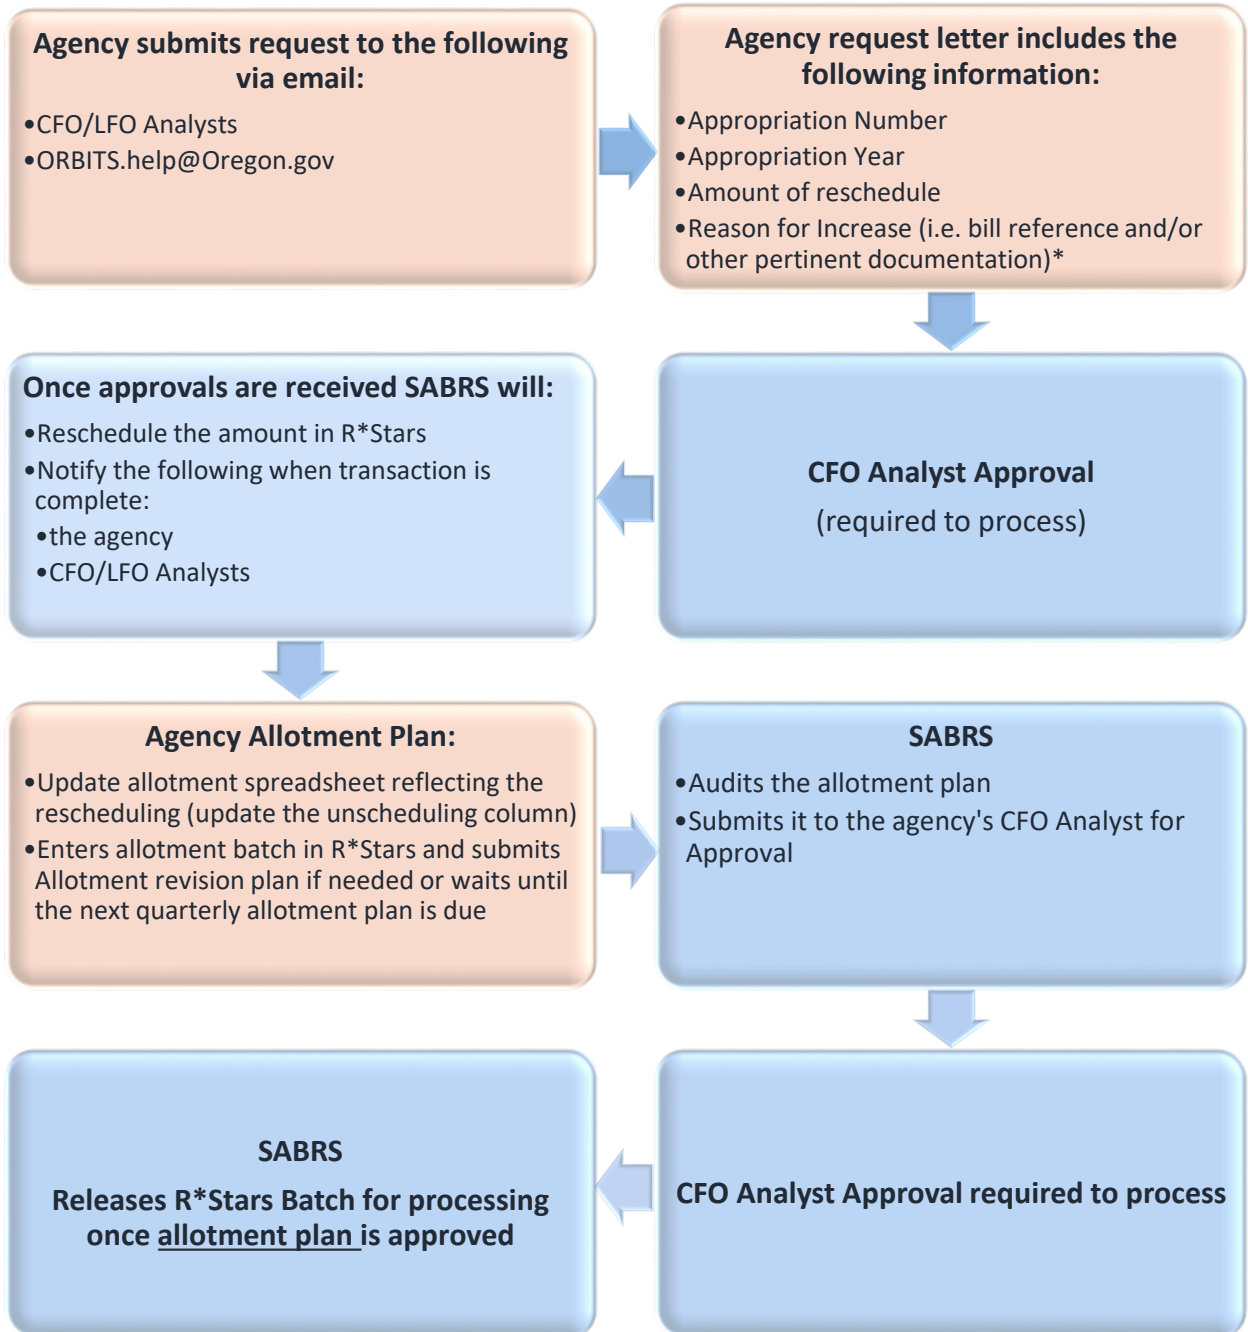 Agency submits request to the following
via email:
•CFO/LFO Analysts
•ORBITS.help@Oregon.gov
Agency request letter includes the
following information:
•Appropriation Number
•Appropriation Year
•Amount of reschedule
•Reason for Increase (i.e. bill reference and/or
other pertinent documentation)*
CFO Analyst Approval
(required to process)
Once approvals are received SABRS will:
•Reschedule the amount in R*Stars
•Notify the following when transaction is
complete:
•the agency
•CFO/LFO Analysts
Agency Allotment Plan:
•Update allotment spreadsheet reflecting the
rescheduling (update the unscheduling column)
•Enters allotment batch in R*Stars and submits
Allotment revision plan if needed or waits until
the next quarterly allotment plan is due
SABRS
•Audits the allotment plan
•Submits it to the agency's CFO Analyst for
Approval
CFO Analyst Approval required to process
SABRS
Releases R*Stars Batch for processing
once allotment plan is approved